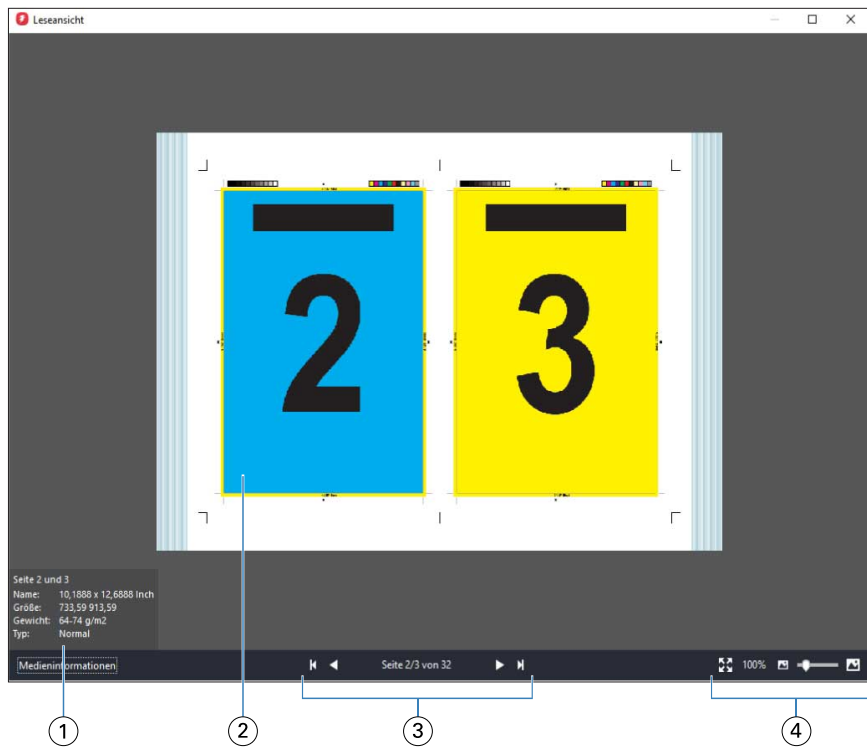 Leseansicht
2 3
Seite 2 und 3
Name: 10,1888 x 12,6888 Inch
Größe: 733,59 913,59
Gewicht: 64-74 g/m2
Typ: Normal
Medieninformationen
Seite 2/3 von 32
100%
1 2 3 4